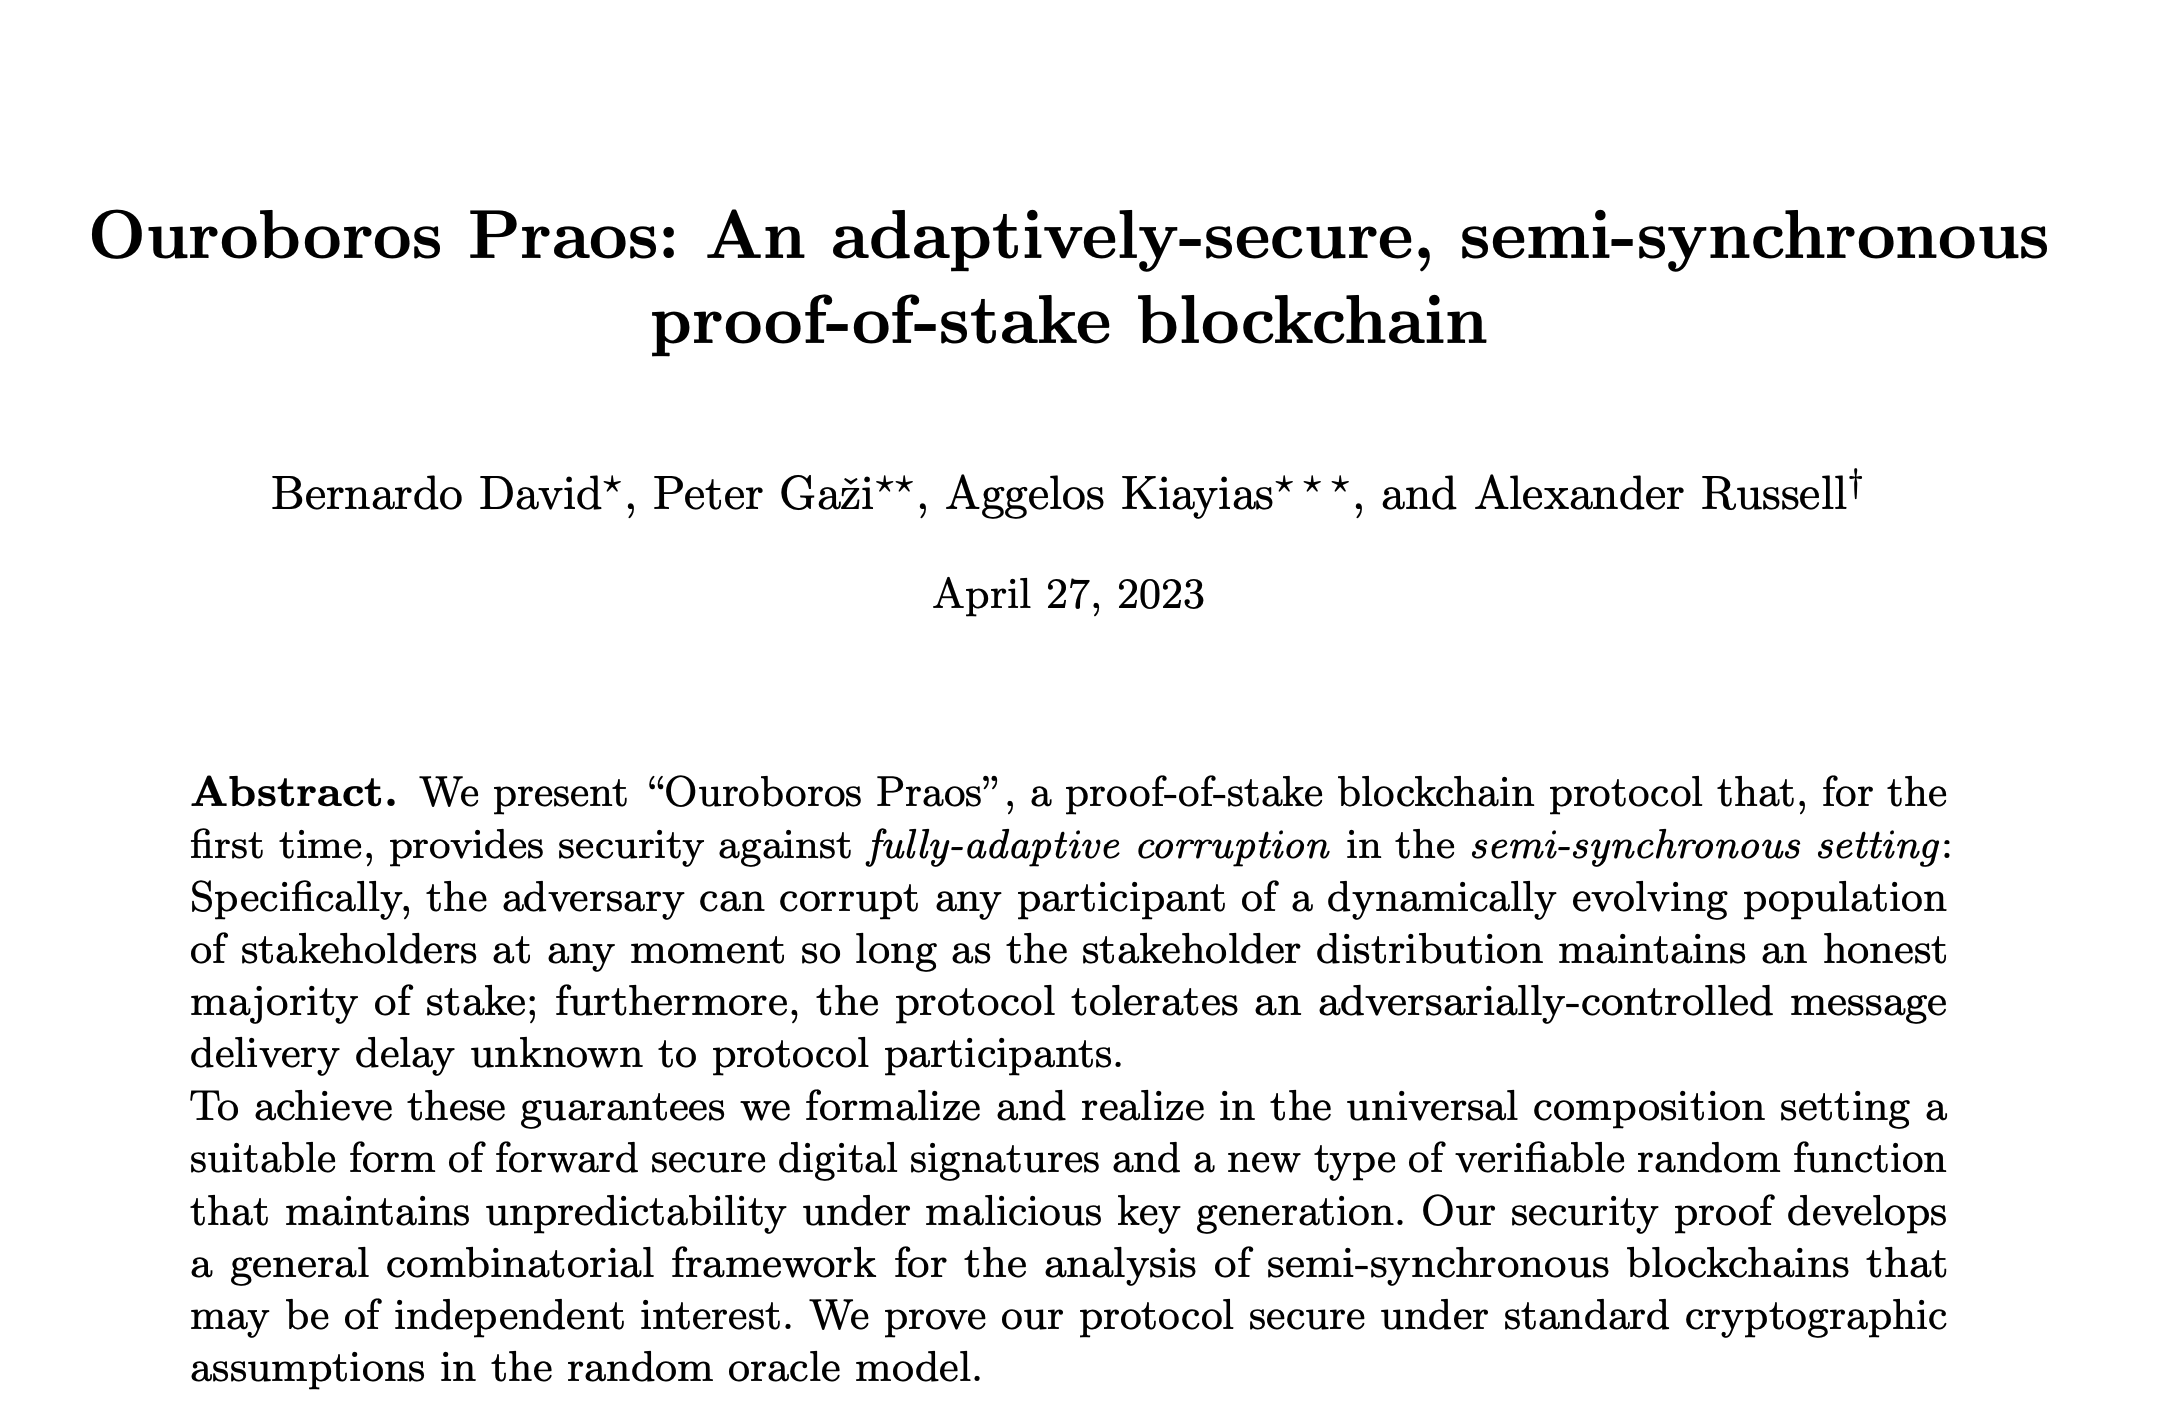 Ouroboros Praos: An adaptively-secure, semi-synchronous
proof-of-stake blockchain
Bernardo David⋆, Peter Gaži⋆⋆, Aggelos Kiayias⋆⋆⋆, and Alexander Russell†
April 27, 2023
Abstract. We present “Ouroboros Praos”, a proof-of-stake blockchain protocol that, for the
first time, provides security against fully-adaptive corruption in the semi-synchronous setting:
Specifically, the adversary can corrupt any participant of a dynamically evolving population
of stakeholders at any moment so long as the stakeholder distribution maintains an honest
majority of stake; furthermore, the protocol tolerates an adversarially-controlled message
delivery delay unknown to protocol participants.
To achieve these guarantees we formalize and realize in the universal composition setting a
suitable form of forward secure digital signatures and a new type of verifiable random function
that maintains unpredictability under malicious key generation. Our security proof develops
a general combinatorial framework for the analysis of semi-synchronous blockchains that
may be of independent interest. We prove our protocol secure under standard cryptographic
assumptions in the random oracle model.